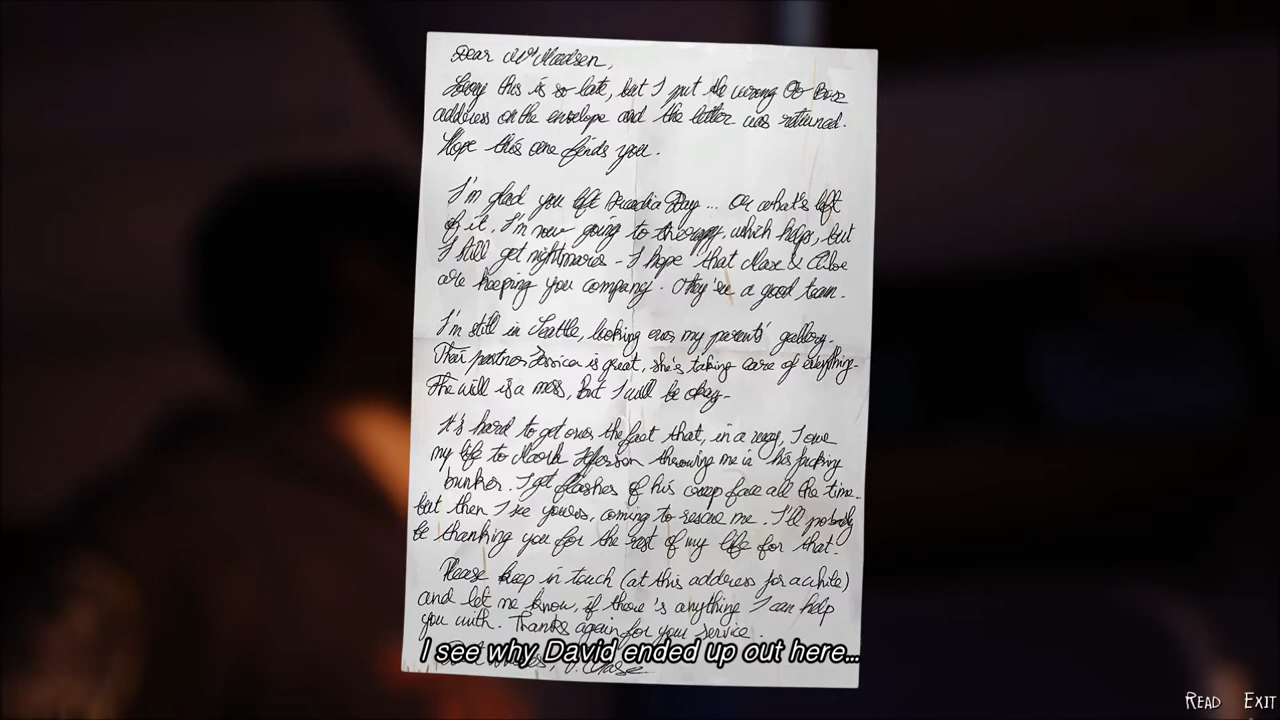 Dear Mr Madsen,
Sorry this is so late, but I put the wrong PO Box
address on the envelope and the letter was returned.
Hope this one finds you.
I'm glad you left Arcadia Bay... Or what's left
of it. I'm now going to therapy, which helps, but
I still get nightmares - I hope that Max & Chloe
are keeping you company. They're a good team.
I'm still in Seattle, looking over my parents' gallery.
Their partner Jessica is great, she's taking care of everything.
The will is a mess, but I will be okay.
It's hard to get over the fact that, in a way, I owe
my life to Mark Jefferson throwing me in his fucking
bunker. I get flashes of his creep face all the time..
but then I see yours, coming to rescue me. I'll probably
be thanking you for the rest of my life for that.
Please keep in touch (at this address for a while)
and let me know, if there's anything I can help
you with. Thanks again for your service.
V. Chase
I see why David ended up out here...
READ EXIT